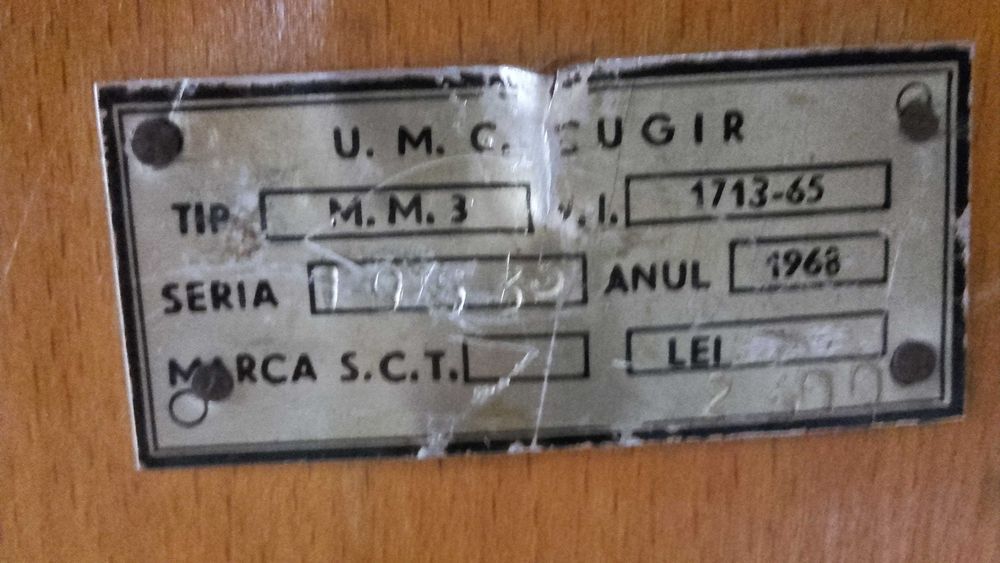 U. M. C. CUGIR
TIP M. M. 3 N.I. 1713-65
SERIA ANUL 1968
MARCA S.C.T. LEI